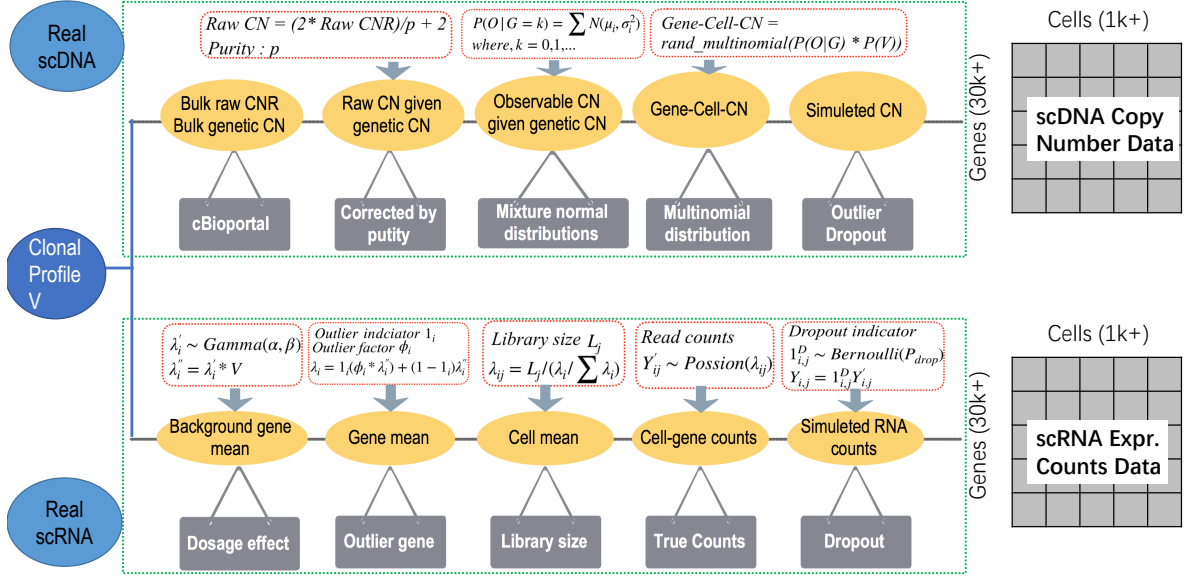 Real
scDNA
Raw CN = (2* Raw CNR)/p + 2
Purity : p
P(O | G = k) = ∑ N(μᵢ, σᵢ²)
where, k = 0,1,...
Gene-Cell-CN =
rand_multinomial(P(O|G) * P(V))
Bulk raw CNR
Bulk genetic CN
Raw CN given
genetic CN
Observable CN
given genetic CN
Gene-Cell-CN
Simuleted CN
cBioportal
Corrected by
putity
Mixture normal
distributions
Multinomial
distribution
Outlier
Dropout
Genes (30k+)
Cells (1k+)
scDNA Copy
Number Data
Clonal
Profile
V
λ′ᵢ ~ Gamma(α, β)
λ″ᵢ = λ′ᵢ * V
Outlier indciator 1ᵢ
Outlier factor ϕᵢ
λᵢ = 1ᵢ(ϕᵢ * λ″ᵢ) + (1 − 1ᵢ)λ″ᵢ
Library size Lⱼ
λᵢⱼ = Lⱼ/(λᵢ/ ∑ λᵢ)
Read counts
Y′ᵢⱼ ~ Possion(λᵢⱼ)
Dropout indicator
1ᴰᵢ,ⱼ ~ Bernoulli(P_drop)
Yᵢ,ⱼ = 1ᴰᵢ,ⱼY′ᵢ,ⱼ
Background gene
mean
Gene mean
Cell mean
Cell-gene counts
Simuleted RNA
counts
Real
scRNA
Dosage effect
Outlier gene
Library size
True Counts
Dropout
Genes (30k+)
Cells (1k+)
scRNA Expr.
Counts Data